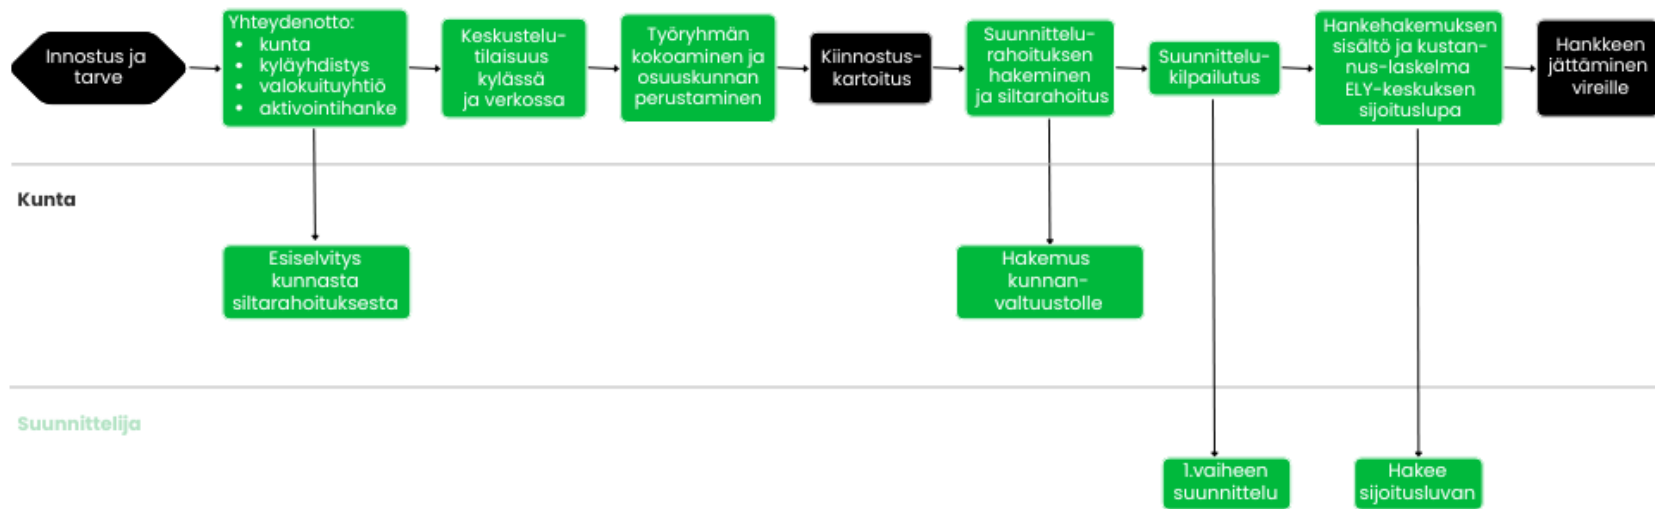 Innostus ja
tarve
Yhteydenotto:
• kunta
• kyläyhdistys
• valokuituyhtiö
• aktivointihanke
Keskustelu-
tilaisuus
kylässä
ja verkossa
Työryhmän
kokoaminen ja
osuuskunnan
perustaminen
Kiinnostus-
kartoitus
Suunnittelu-
rahoituksen
hakeminen
ja siltarahoitus
Suunnittelu-
kilpailutus
Hankehakemuksen
sisältö ja kustan-
nus-laskelma
ELY-keskuksen
sijoituslupa
Hankkeen
jättäminen
vireille
Kunta
Esiselvitys
kunnasta
siltarahoituksesta
Hakemus
kunnan-
valtuustolle
Suunnittelija
1.vaiheen
suunnittelu
Hakee
sijoitusluvan